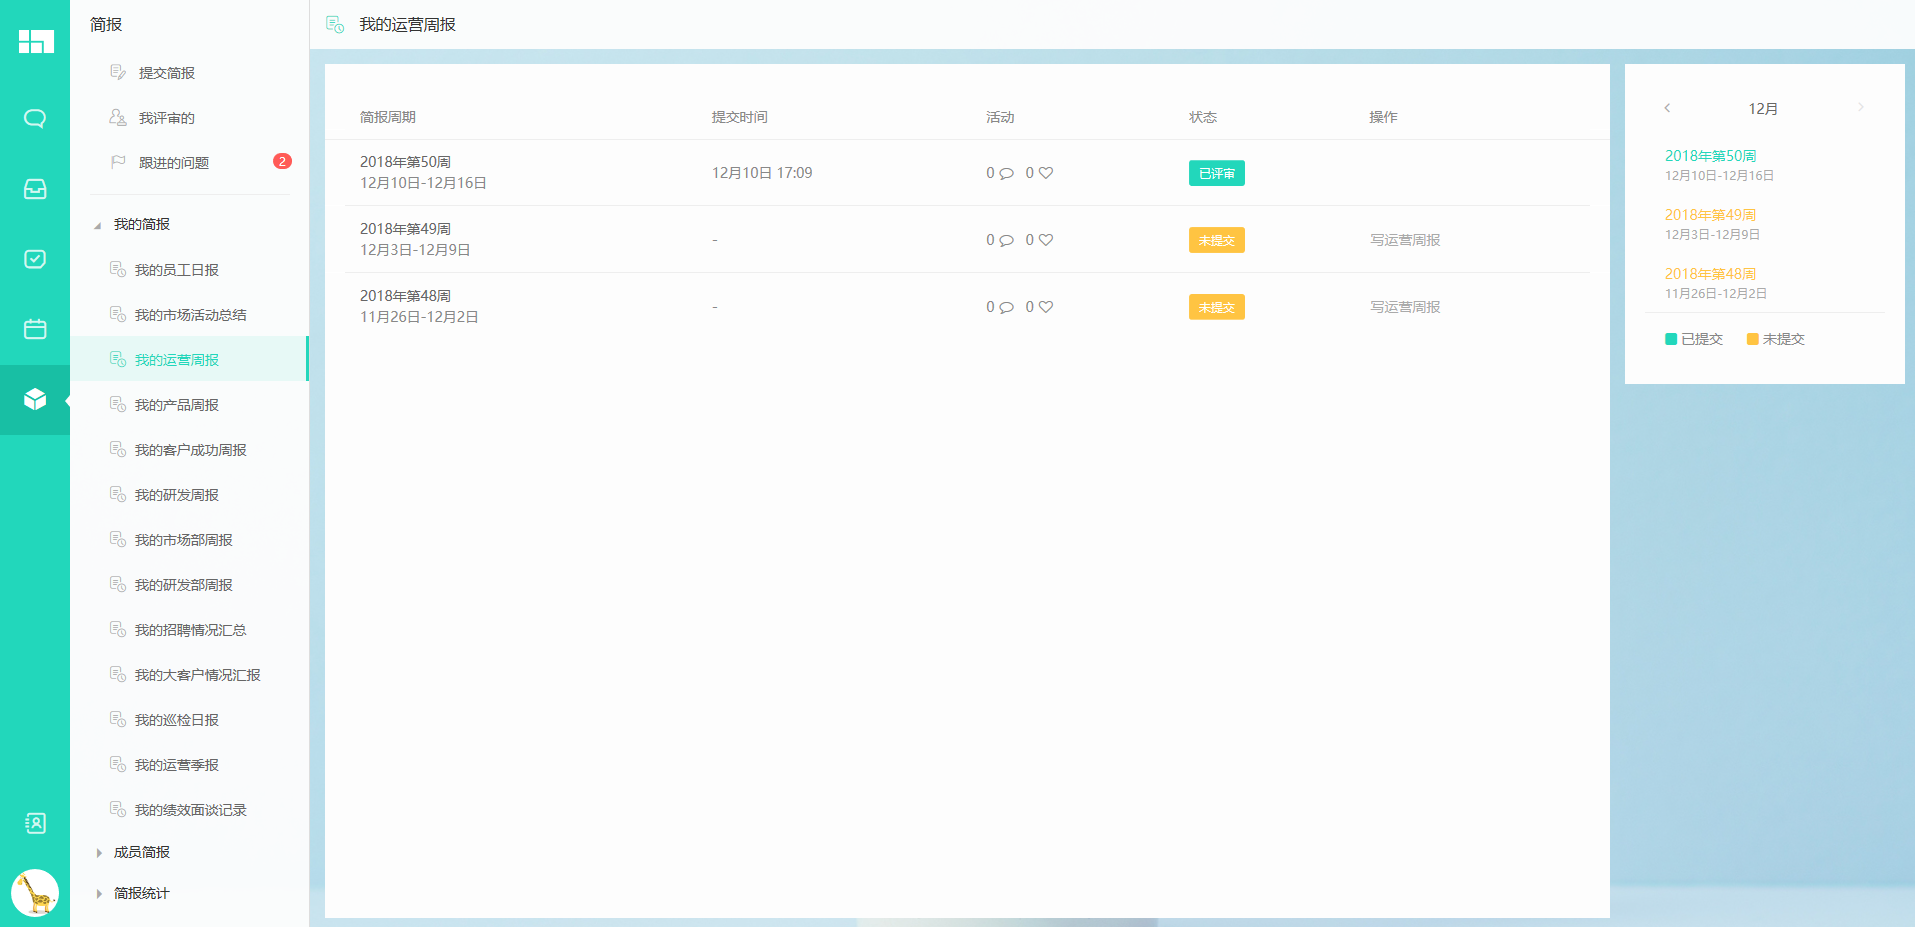 简报
提交简报
我评审的
跟进的问题 2
我的简报
我的员工日报
我的市场活动总结
我的运营周报
我的产品周报
我的客户成功周报
我的研发周报
我的市场部周报
我的研发部周报
我的招聘情况汇总
我的大客户情况汇报
我的巡检日报
我的运营季报
我的绩效面谈记录
成员简报
简报统计
我的运营周报
简报周期 提交时间 活动 状态 操作
2018年第50周
12月10日-12月16日
12月10日 17:09 0 0 已评审
2018年第49周
12月3日-12月9日
- 0 0 未提交 写运营周报
2018年第48周
11月26日-12月2日
- 0 0 未提交 写运营周报
12月
2018年第50周
12月10日-12月16日
2018年第49周
12月3日-12月9日
2018年第48周
11月26日-12月2日
已提交 未提交